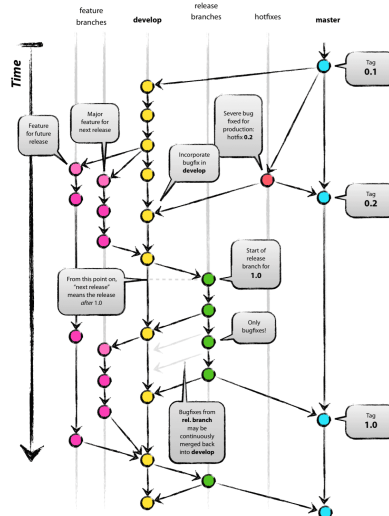 feature
branches
develop
release
branches
hotfixes
master
Time
Tag
0.1
Feature
for future
release
Major
feature for
next release
Severe bug
fixed for
production:
hotfix 0.2
Incorporate
bugfix in
develop
Tag
0.2
Start of
release
branch for
1.0
From this point on,
"next release"
means the release
after 1.0
Only
bugfixes!
Bugfixes from
rel. branch
may be
continuously
merged back
into develop
Tag
1.0